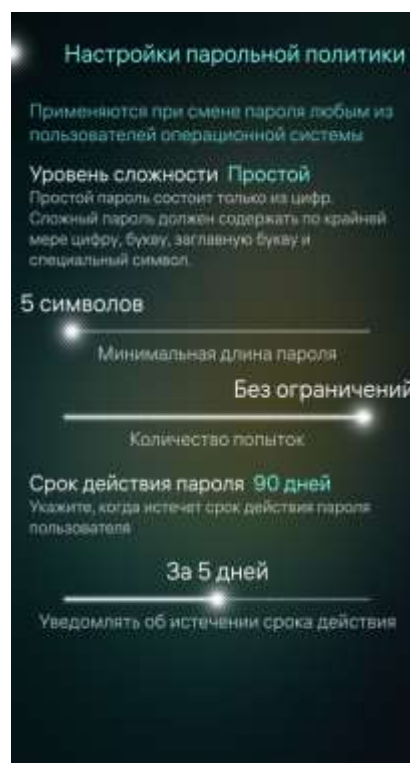 Настройки парольной политики
Применяются при смене пароля любым из
пользователей операционной системы
Уровень сложности Простой
Простой пароль состоит только из цифр.
Сложный пароль должен содержать по крайней
мере цифру, букву, заглавную букву и
специальный символ.
5 символов
Минимальная длина пароля
Без ограничений
Количество попыток
Срок действия пароля 90 дней
Укажите, когда истечет срок действия пароля
пользователя
За 5 дней
Уведомлять об истечении срока действия